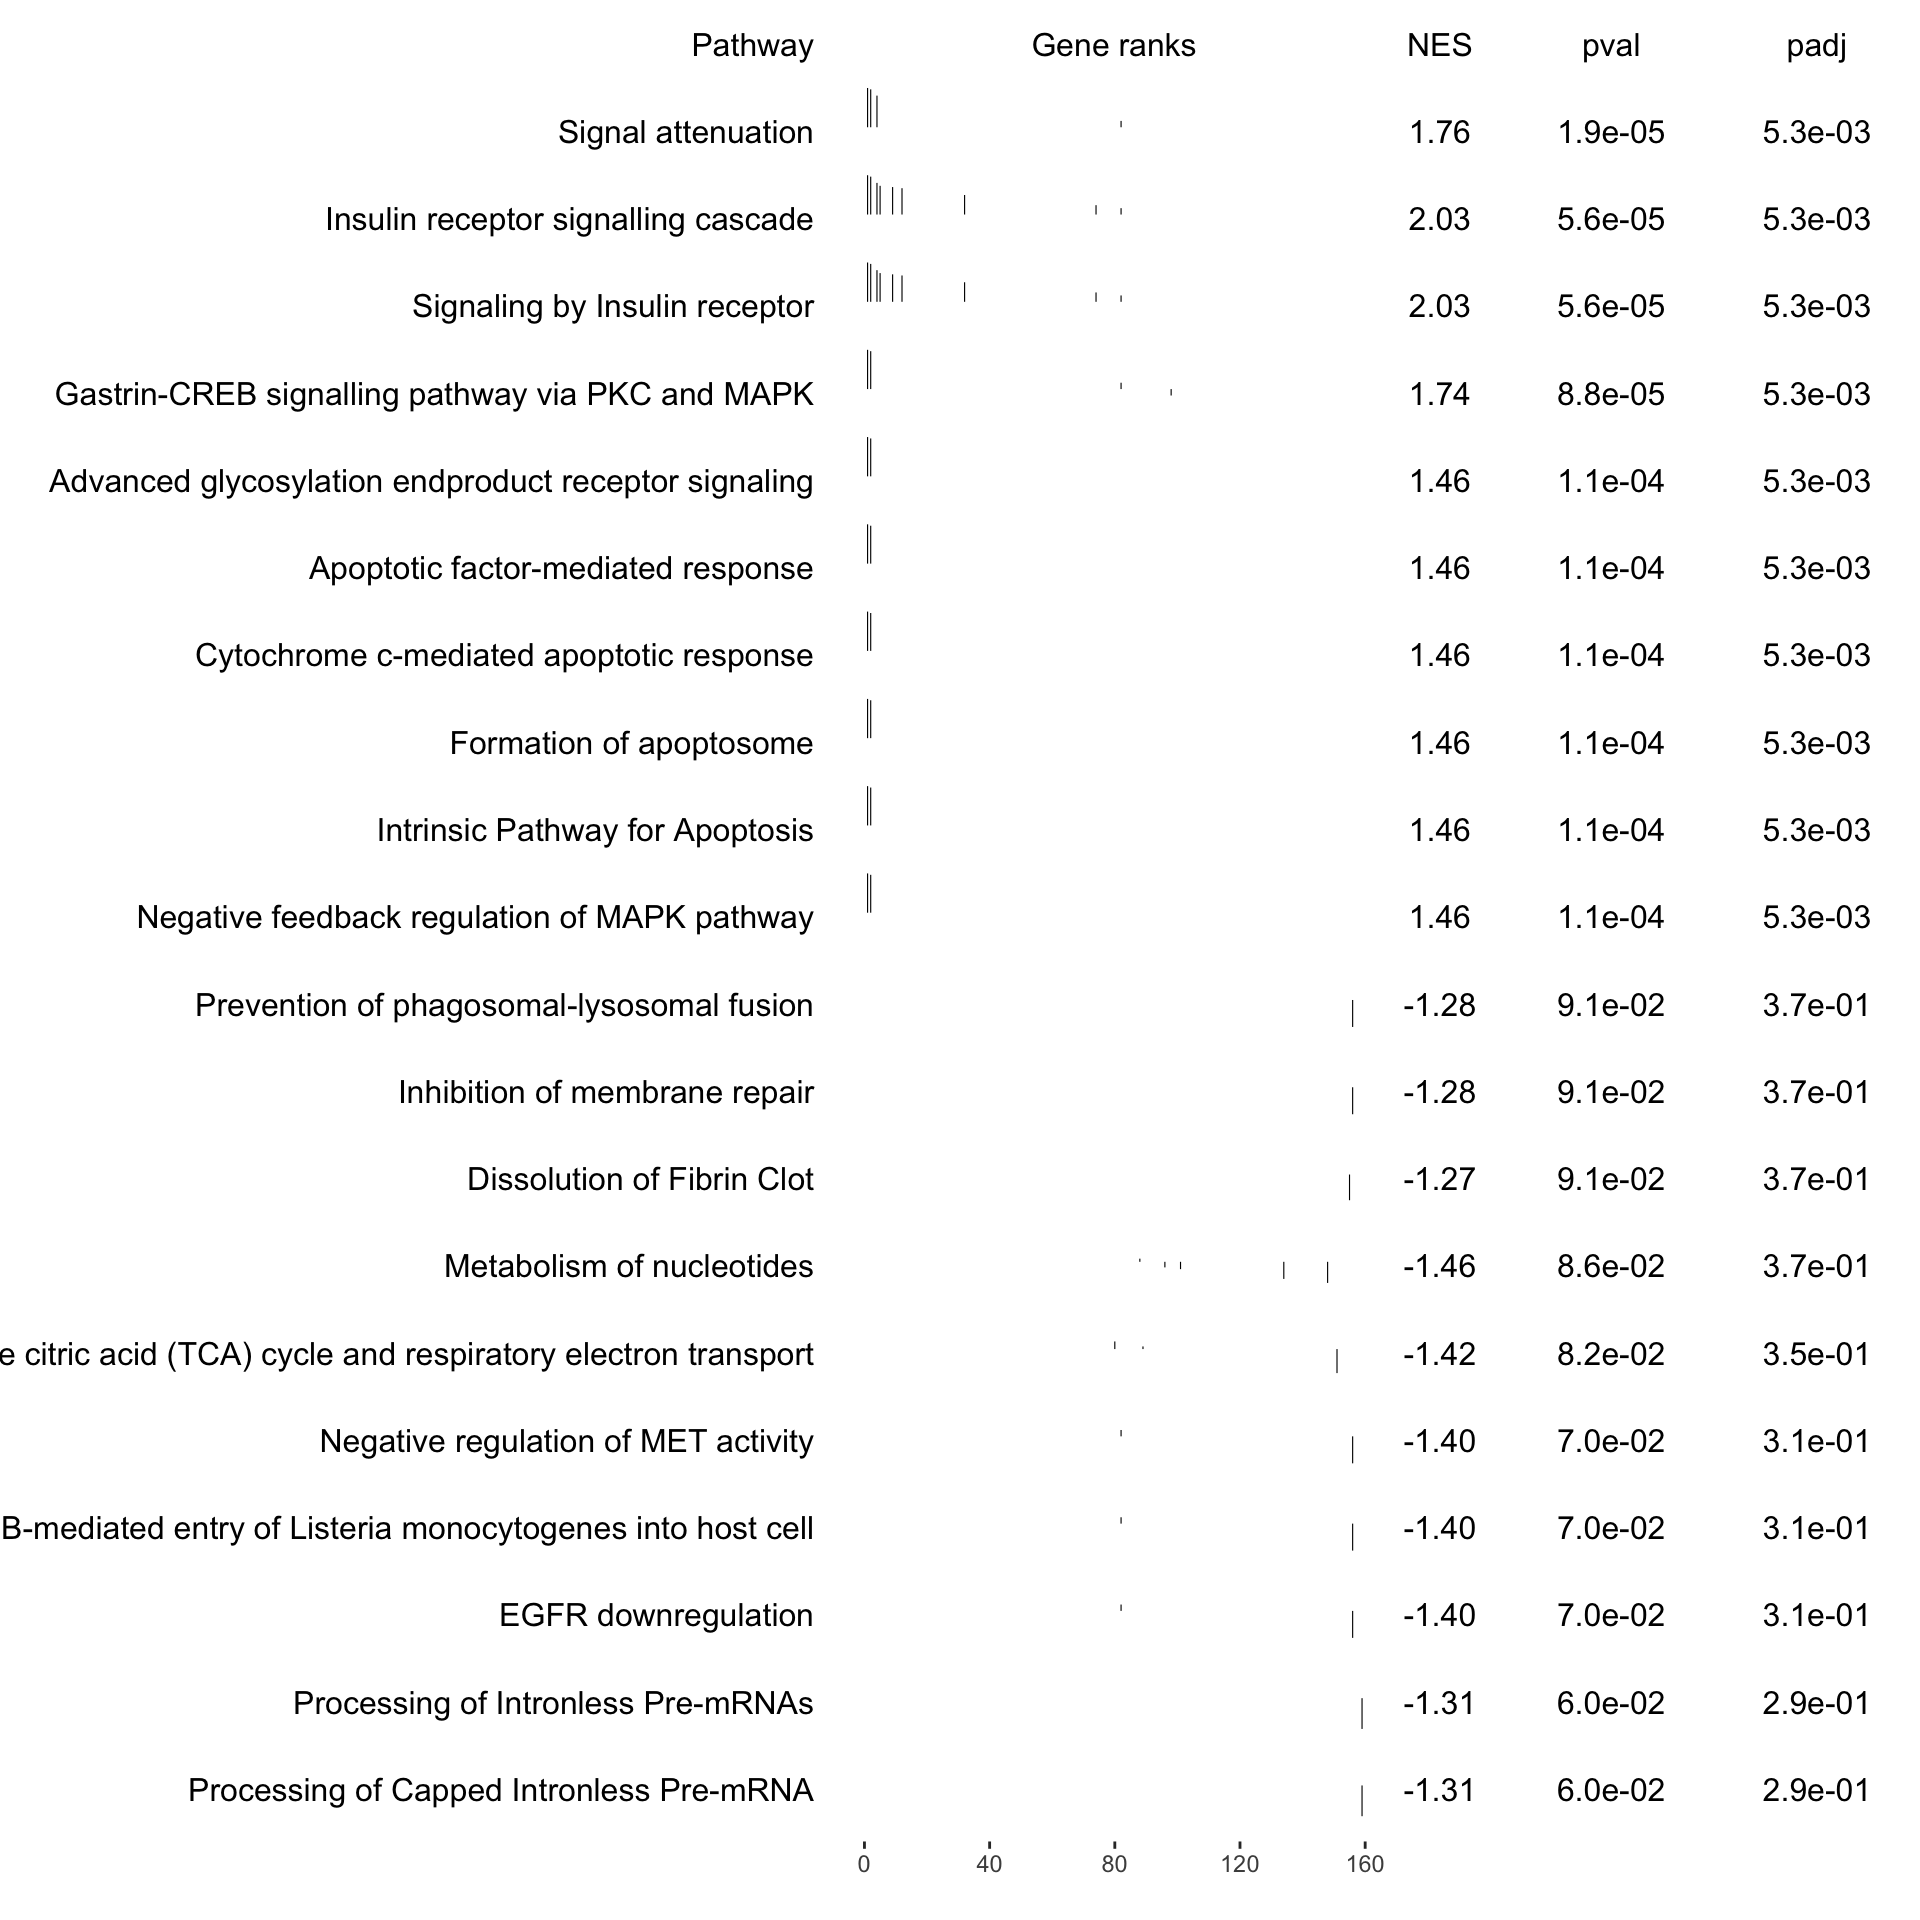 Pathway Gene ranks NES pval padj
Signal attenuation 1.76 1.9e-05 5.3e-03
Insulin receptor signalling cascade 2.03 5.6e-05 5.3e-03
Signaling by Insulin receptor 2.03 5.6e-05 5.3e-03
Gastrin-CREB signalling pathway via PKC and MAPK 1.74 8.8e-05 5.3e-03
Advanced glycosylation endproduct receptor signaling 1.46 1.1e-04 5.3e-03
Apoptotic factor-mediated response 1.46 1.1e-04 5.3e-03
Cytochrome c-mediated apoptotic response 1.46 1.1e-04 5.3e-03
Formation of apoptosome 1.46 1.1e-04 5.3e-03
Intrinsic Pathway for Apoptosis 1.46 1.1e-04 5.3e-03
Negative feedback regulation of MAPK pathway 1.46 1.1e-04 5.3e-03
Prevention of phagosomal-lysosomal fusion -1.28 9.1e-02 3.7e-01
Inhibition of membrane repair -1.28 9.1e-02 3.7e-01
Dissolution of Fibrin Clot -1.27 9.1e-02 3.7e-01
Metabolism of nucleotides -1.46 8.6e-02 3.7e-01
e citric acid (TCA) cycle and respiratory electron transport -1.42 8.2e-02 3.5e-01
Negative regulation of MET activity -1.40 7.0e-02 3.1e-01
B-mediated entry of Listeria monocytogenes into host cell -1.40 7.0e-02 3.1e-01
EGFR downregulation -1.40 7.0e-02 3.1e-01
Processing of Intronless Pre-mRNAs -1.31 6.0e-02 2.9e-01
Processing of Capped Intronless Pre-mRNA -1.31 6.0e-02 2.9e-01
0 40 80 120 160